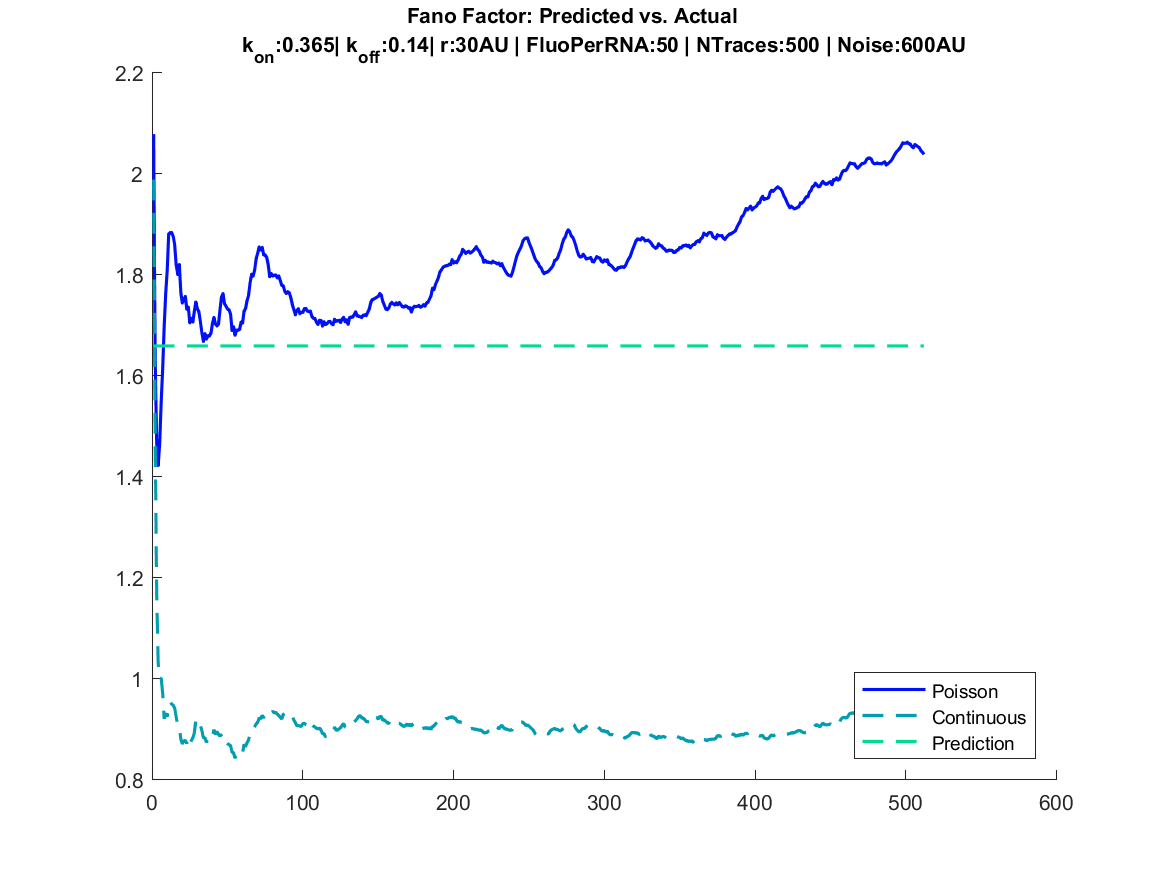 Fano Factor: Predicted vs. Actual
k_on:0.365| k_off:0.14| r:30AU | FluoPerRNA:50 | NTraces:500 | Noise:600AU
2.2
2
1.8
1.6
1.4
1.2
1
0.8
Poisson
Continuous
Prediction
0 100 200 300 400 500 600